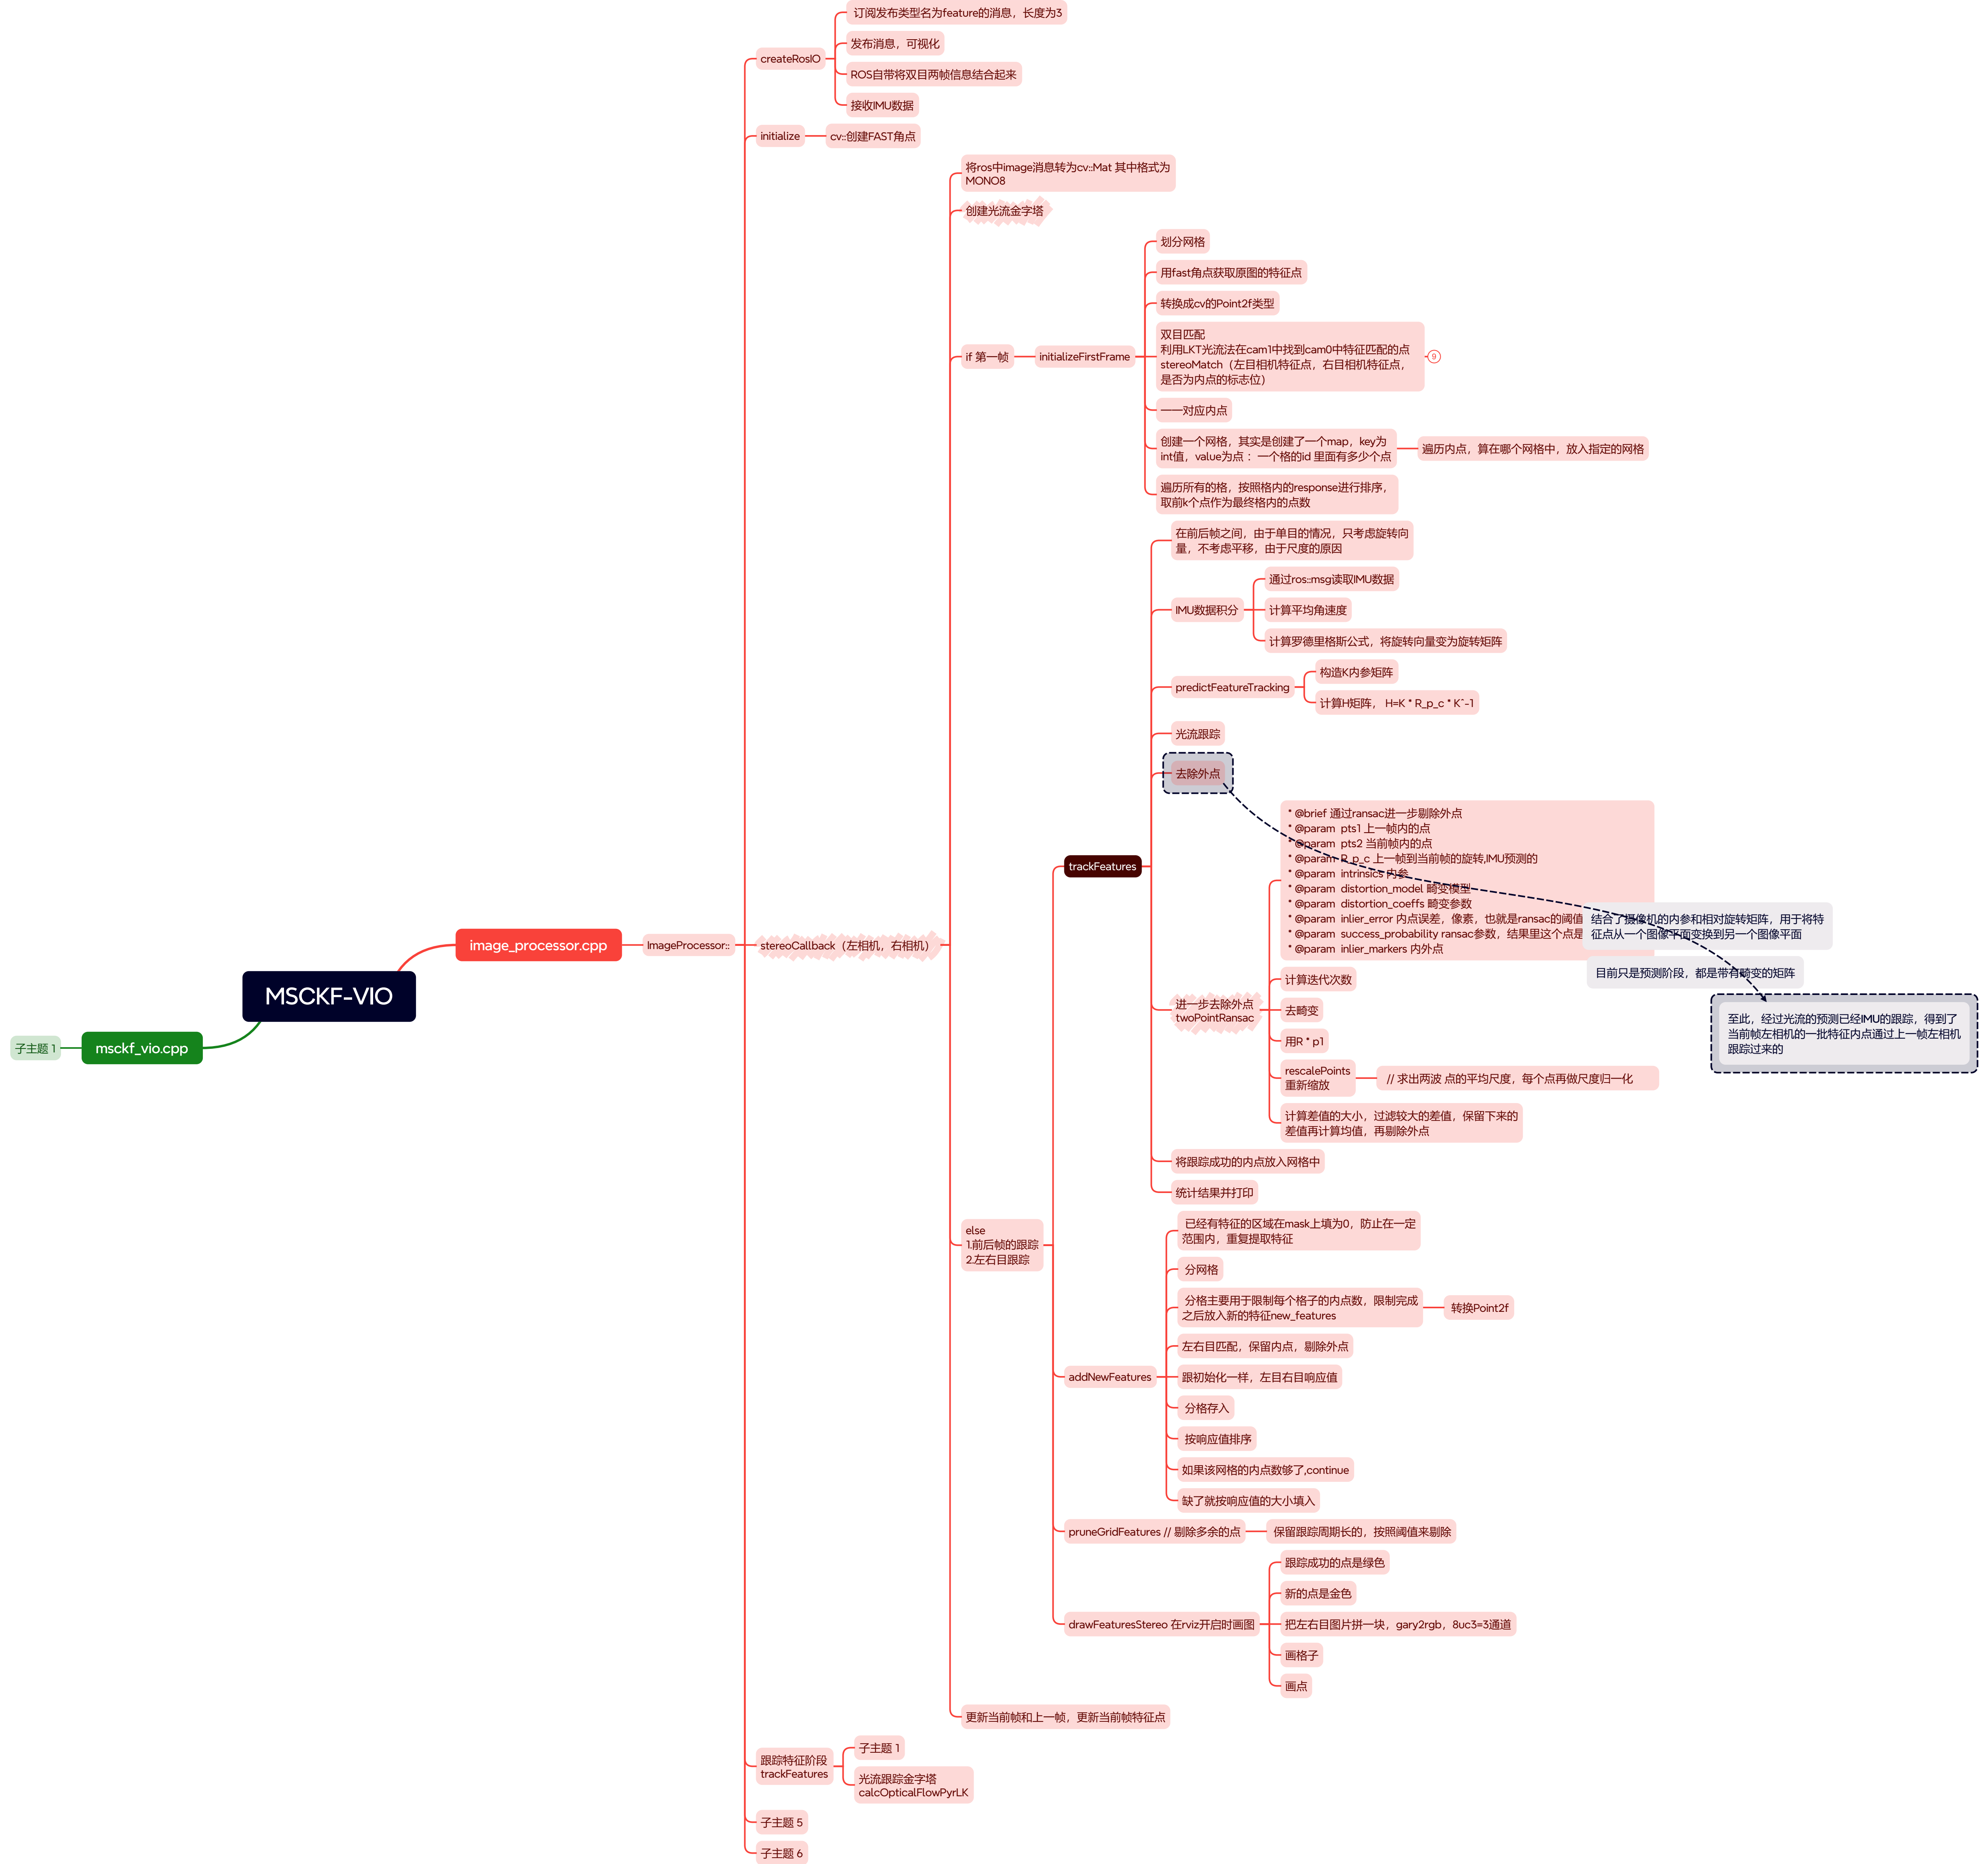 MSCKF-VIO
msckf_vio.cpp
子主题 1
image_processor.cpp
ImageProcessor::
createRosIO
订阅发布类型名为feature的消息，长度为3
发布消息，可视化
ROS自带将双目两帧信息结合起来
接收IMU数据
initialize
cv::创建FAST角点
stereoCallback（左相机，右相机）
将ros中image消息转为cv::Mat 其中格式为
MONO8
创建光流金字塔
if 第一帧
initializeFirstFrame
划分网格
用fast角点获取原图的特征点
转换成cv的Point2f类型
双目匹配
利用LKT光流法在cam1中找到cam0中特征匹配的点
stereoMatch（左目相机特征点，右目相机特征点，
是否为内点的标志位）
9
一一对应内点
创建一个网格，其实是创建了一个map，key为
int值，value为点 ：一个格的id 里面有多少个点
遍历内点，算在哪个网格中，放入指定的网格
遍历所有的格，按照格内的response进行排序，
取前k个点作为最终格内的点数
else
1.前后帧的跟踪
2.左右目跟踪
trackFeatures
在前后帧之间，由于单目的情况，只考虑旋转向
量，不考虑平移，由于尺度的原因
IMU数据积分
通过ros::msg读取IMU数据
计算平均角速度
计算罗德里格斯公式，将旋转向量变为旋转矩阵
predictFeatureTracking
构造K内参矩阵
计算H矩阵， H=K * R_p_c * K^-1
光流跟踪
去除外点
进一步去除外点
twoPointRansac
* @brief 通过ransac进一步剔除外点
* @param  pts1 上一帧内的点
* @param  pts2 当前帧内的点
* @param  R_p_c 上一帧到当前帧的旋转,IMU预测的
* @param  intrinsics 内参
* @param  distortion_model 畸变模型
* @param  distortion_coeffs 畸变参数
* @param  inlier_error 内点误差，像素，也就是ransac的阈值
* @param  success_probability ransac参数，结果里这个点是
* @param  inlier_markers 内外点
结合了摄像机的内参和相对旋转矩阵，用于将特
征点从一个图像平面变换到另一个图像平面
目前只是预测阶段，都是带有畸变的矩阵
至此，经过光流的预测已经IMU的跟踪，得到了
当前帧左相机的一批特征内点通过上一帧左相机
跟踪过来的
计算迭代次数
去畸变
用R * p1
rescalePoints
重新缩放
// 求出两波 点的平均尺度，每个点再做尺度归一化
计算差值的大小，过滤较大的差值，保留下来的
差值再计算均值，再剔除外点
将跟踪成功的内点放入网格中
统计结果并打印
addNewFeatures
已经有特征的区域在mask上填为0，防止在一定
范围内，重复提取特征
分网格
分格主要用于限制每个格子的内点数，限制完成
之后放入新的特征new_features
转换Point2f
左右目匹配，保留内点，剔除外点
跟初始化一样，左目右目响应值
分格存入
按响应值排序
如果该网格的内点数够了,continue
缺了就按响应值的大小填入
pruneGridFeatures // 剔除多余的点
保留跟踪周期长的，按照阈值来剔除
drawFeaturesStereo 在rviz开启时画图
跟踪成功的点是绿色
新的点是金色
把左右目图片拼一块，gary2rgb，8uc3=3通道
画格子
画点
更新当前帧和上一帧，更新当前帧特征点
跟踪特征阶段
trackFeatures
子主题 1
光流跟踪金字塔
calcOpticalFlowPyrLK
子主题 5
子主题 6